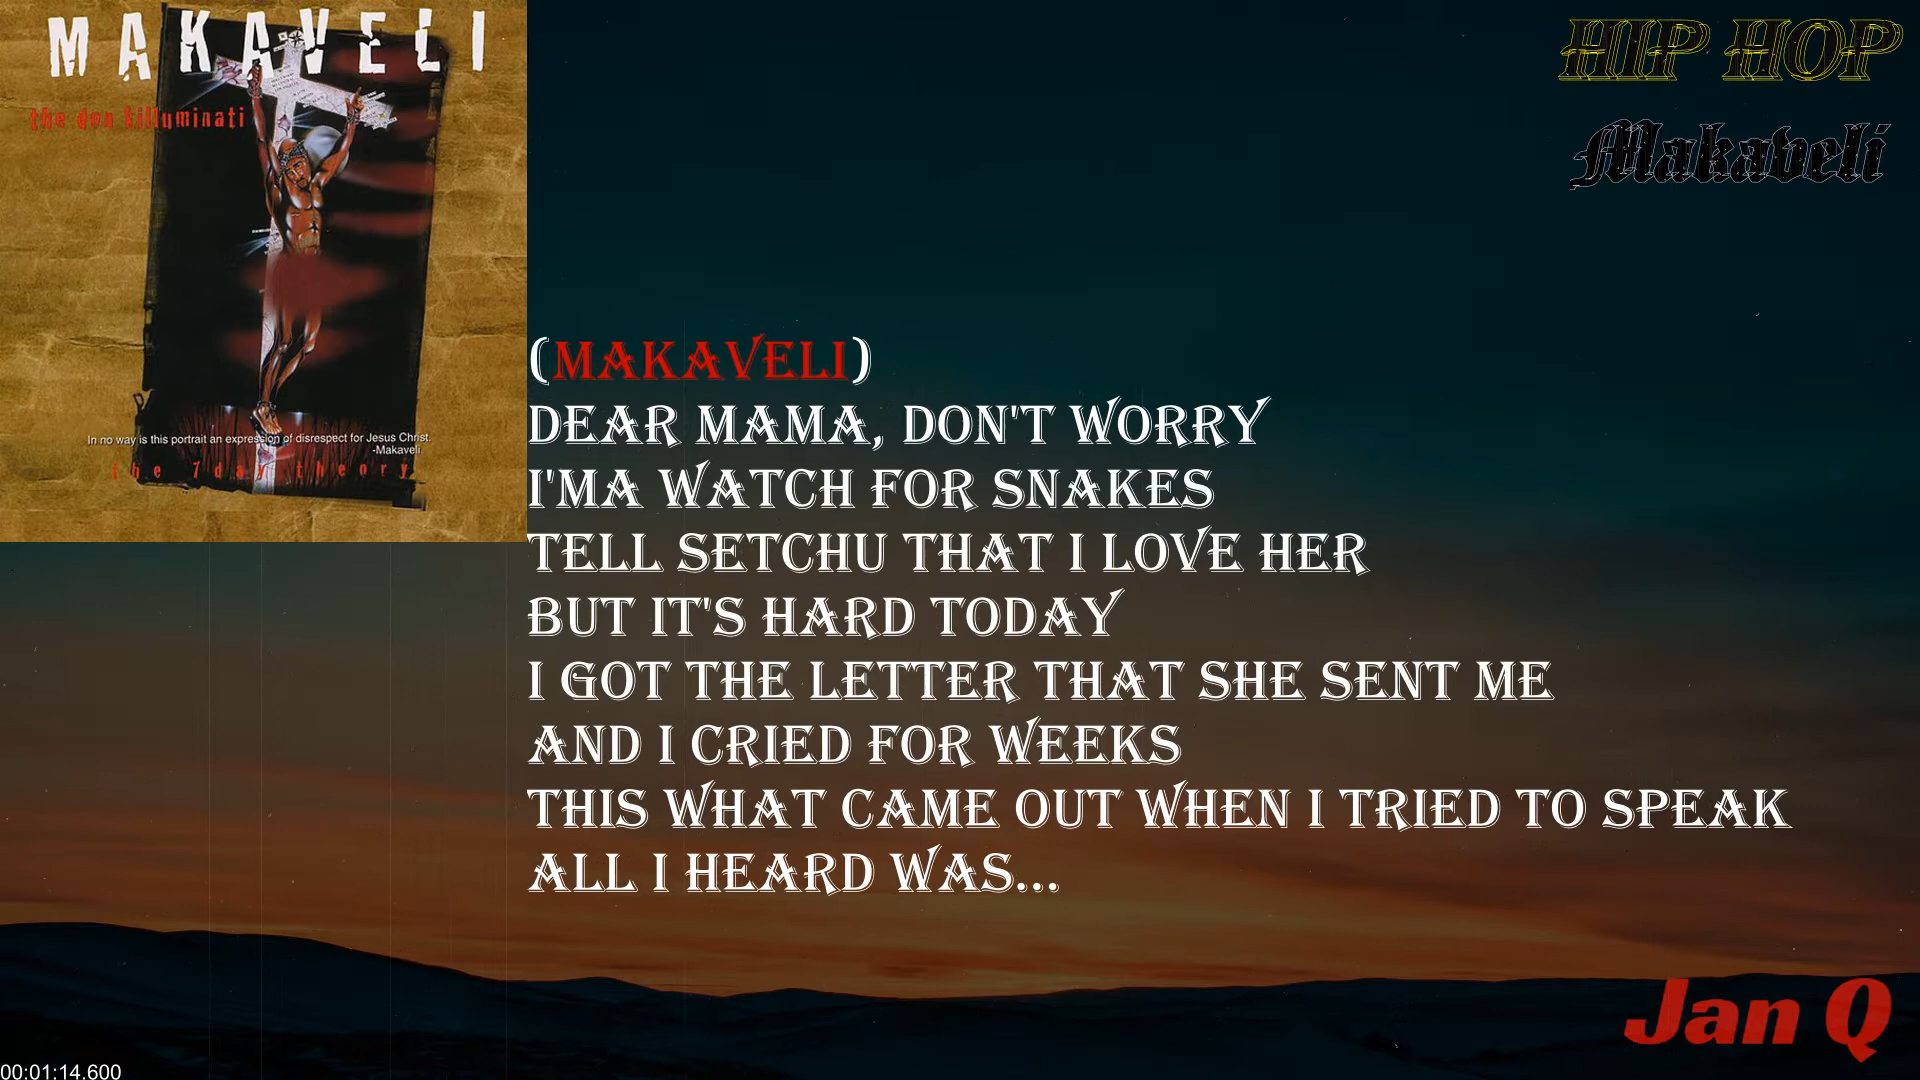 MAKAVELI
the don killuminati
In no way is this portrait an expression of disrespect for Jesus Christ.
-Makaveli
the 7 day theory
HIP HOP
Makaveli
(MAKAVELI)
DEAR MAMA, DON'T WORRY
I'MA WATCH FOR SNAKES
TELL SETCHU THAT I LOVE HER
BUT IT'S HARD TODAY
I GOT THE LETTER THAT SHE SENT ME
AND I CRIED FOR WEEKS
THIS WHAT CAME OUT WHEN I TRIED TO SPEAK
ALL I HEARD WAS...
Jan Q
00:01:14.600